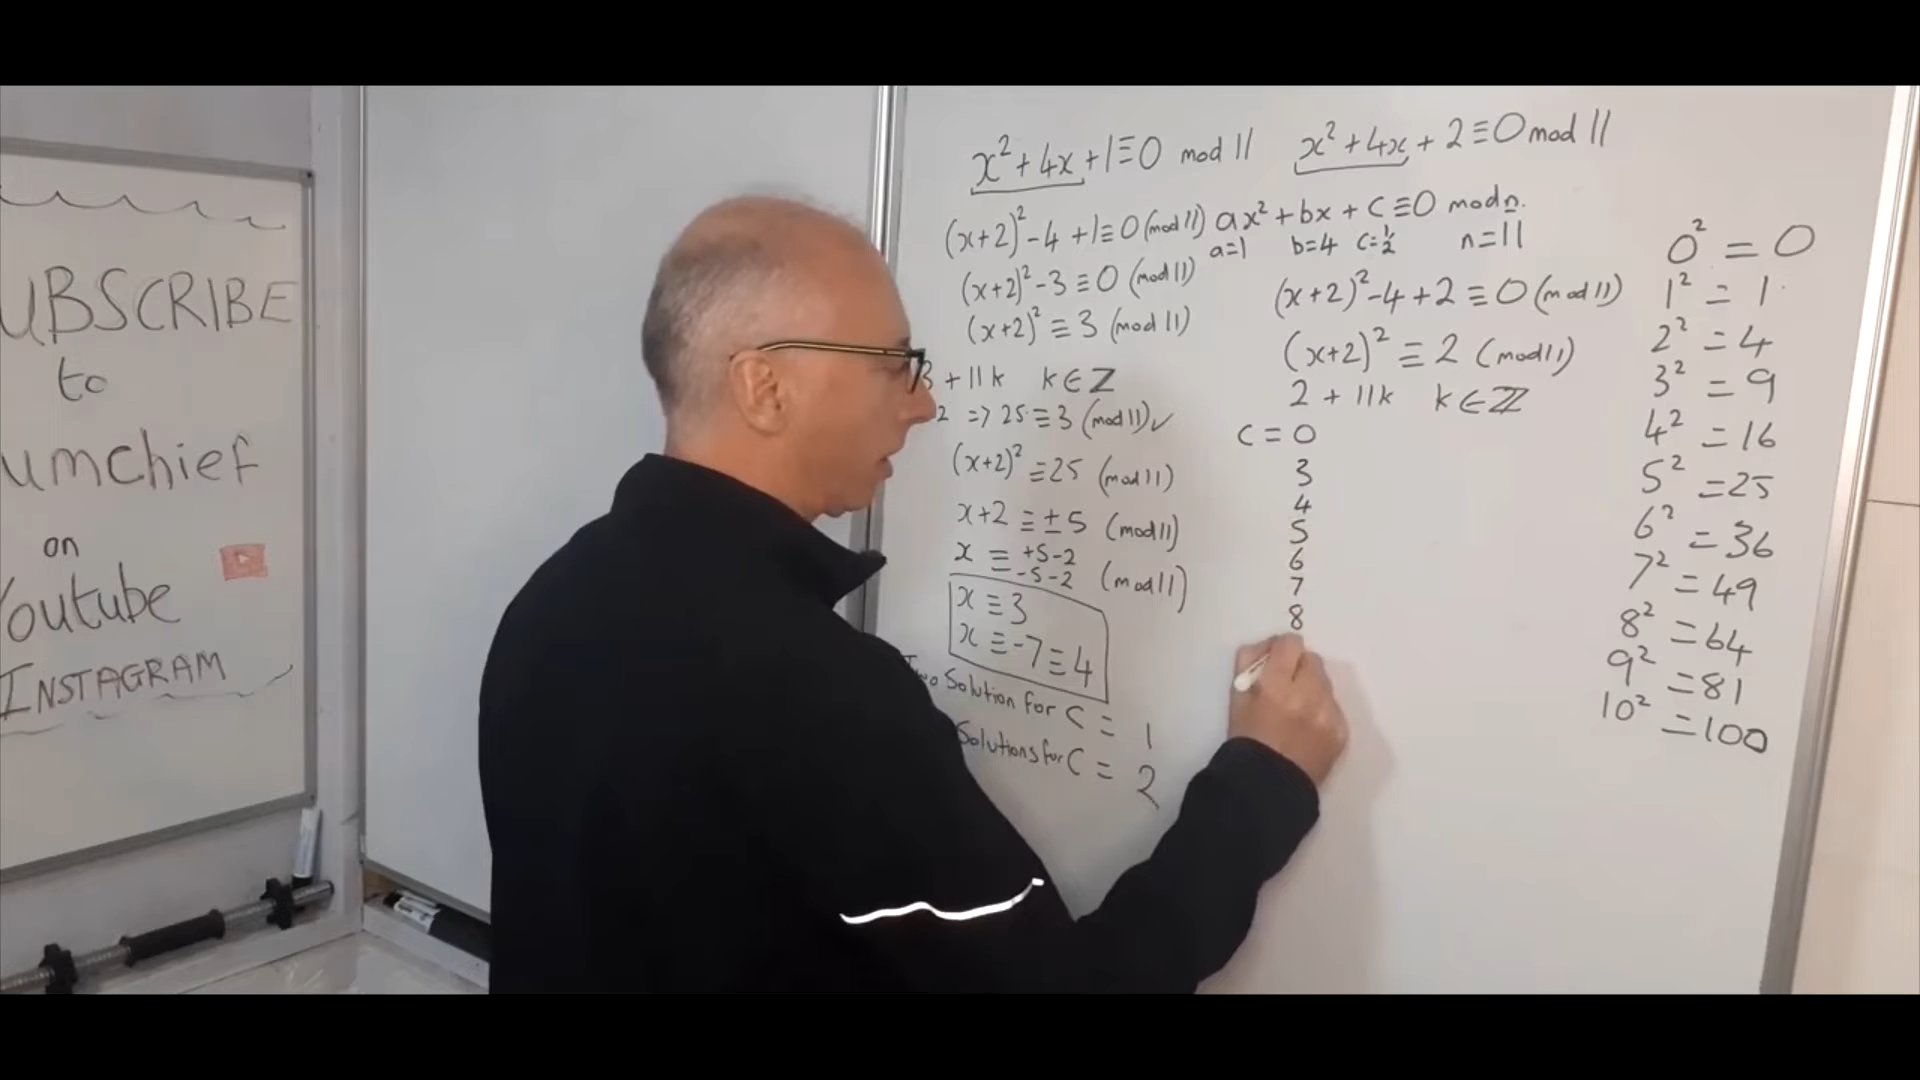 UBSCRIBE
to
umchief
on
Youtube
INSTAGRAM
x² + 4x + 1 ≡ 0 mod 11
(x+2)² - 4 + 1 ≡ 0 (mod 11)
(x+2)² - 3 ≡ 0 (mod 11)
(x+2)² ≡ 3 (mod 11)
3 + 11k k ∈ ℤ
2 => 25 ≡ 3 (mod 11) ✓
(x+2)² ≡ 25 (mod 11)
x+2 ≡ ± 5 (mod 11)
x ≡ +5-2
-5-2 (mod 11)
x ≡ 3
x ≡ -7 ≡ 4
Two Solution for C = 1
Solutions for C = 2
x² + 4x + 2 ≡ 0 mod 11
ax² + bx + c ≡ 0 mod n.
a=1 b=4 c=1/2 n=11
(x+2)² - 4 + 2 ≡ 0 (mod 11)
(x+2)² ≡ 2 (mod 11)
2 + 11k k ∈ ℤ
C = 0
3
4
5
6
7
8
0² = 0
1² = 1
2² = 4
3² = 9
4² = 16
5² = 25
6² = 36
7² = 49
8² = 64
9² = 81
10² = 100